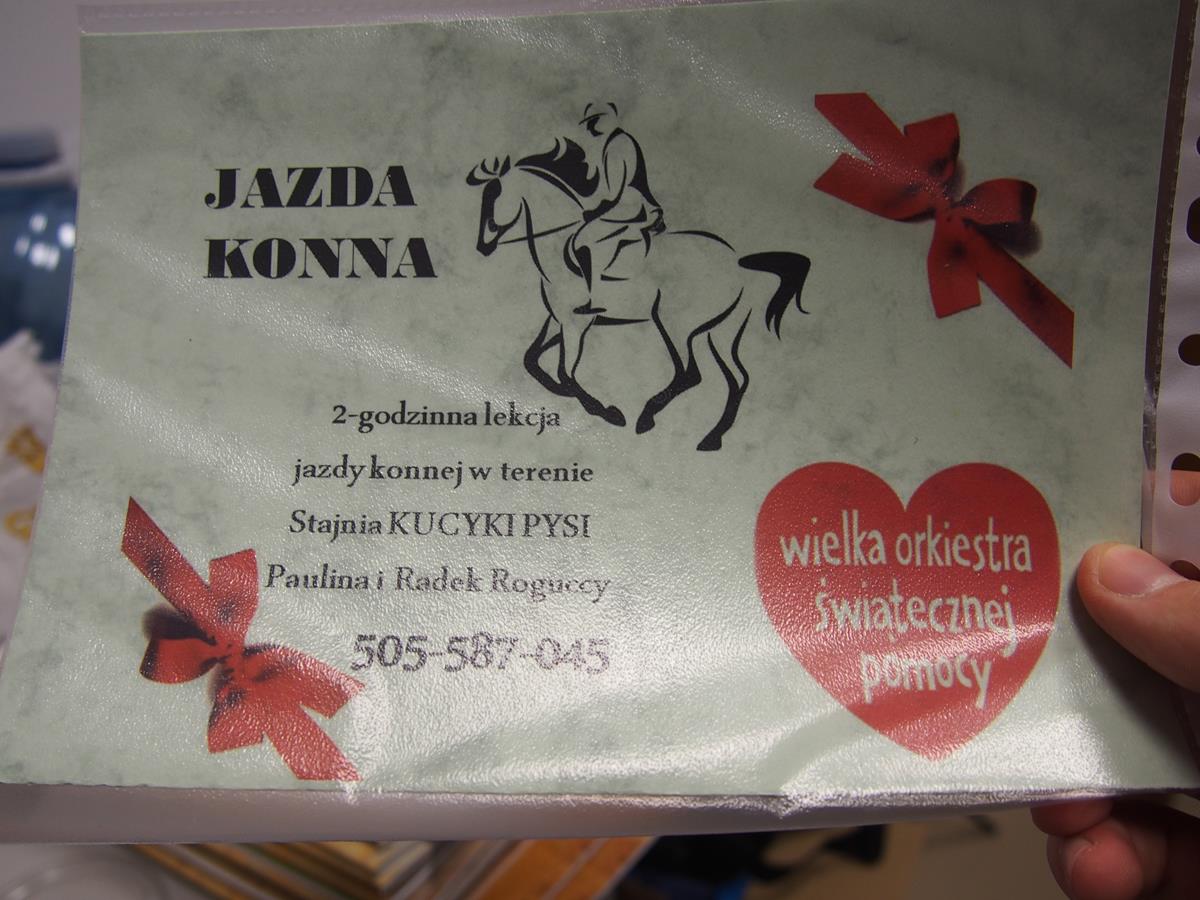 JAZDA
KONNA
2-godzinna lekcja
jazdy konnej w terenie
Stajnia KUCYKI PYSI
Paulina i Radek Roguccy
505-587-045
wielka orkiestra
świątecznej
pomocy